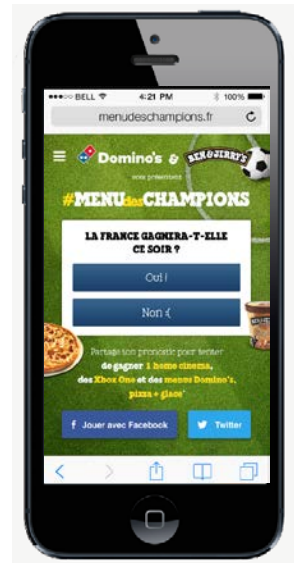 BELL 4:21 PM 100%
menudeschampions.fr
Domino's & BEN & JERRY'S
vous présentent
#MENUdesCHAMPIONS
LA FRANCE GAGNERA-T-ELLE
CE SOIR ?
Oui !
Non :(
Partage ton pronostic pour tenter
de gagner 1 home cinema,
des Xbox One et des menus Domino's,
pizza + glace*
Jouer avec Facebook
Twitter